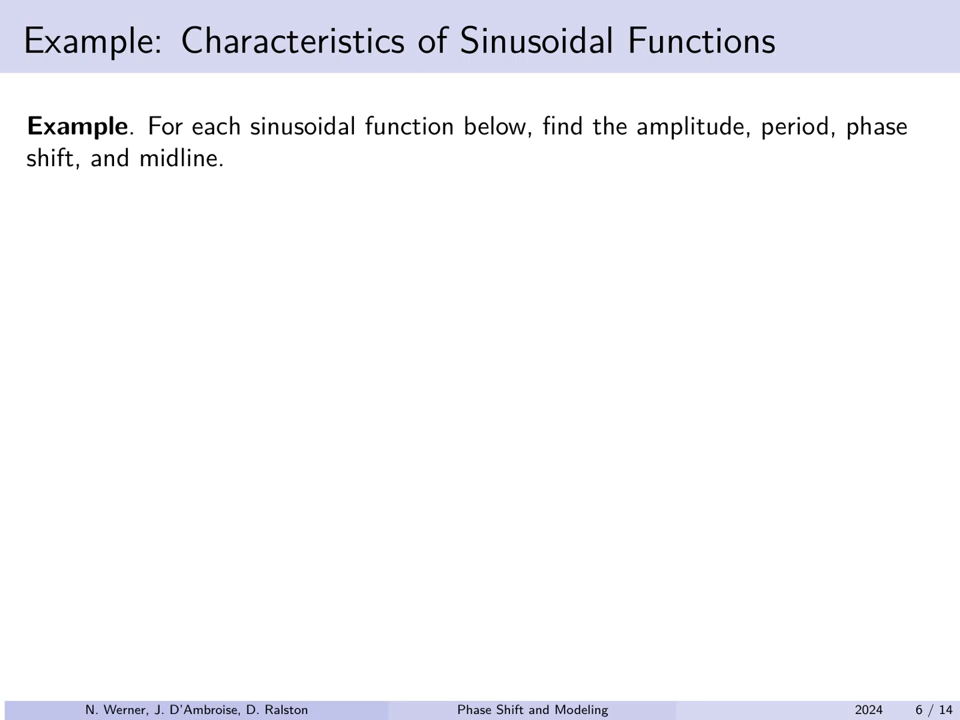 Example: Characteristics of Sinusoidal Functions
Example. For each sinusoidal function below, find the amplitude, period, phase
shift, and midline.
N. Werner, J. D'Ambroise, D. Ralston
Phase Shift and Modeling
2024
6 / 14